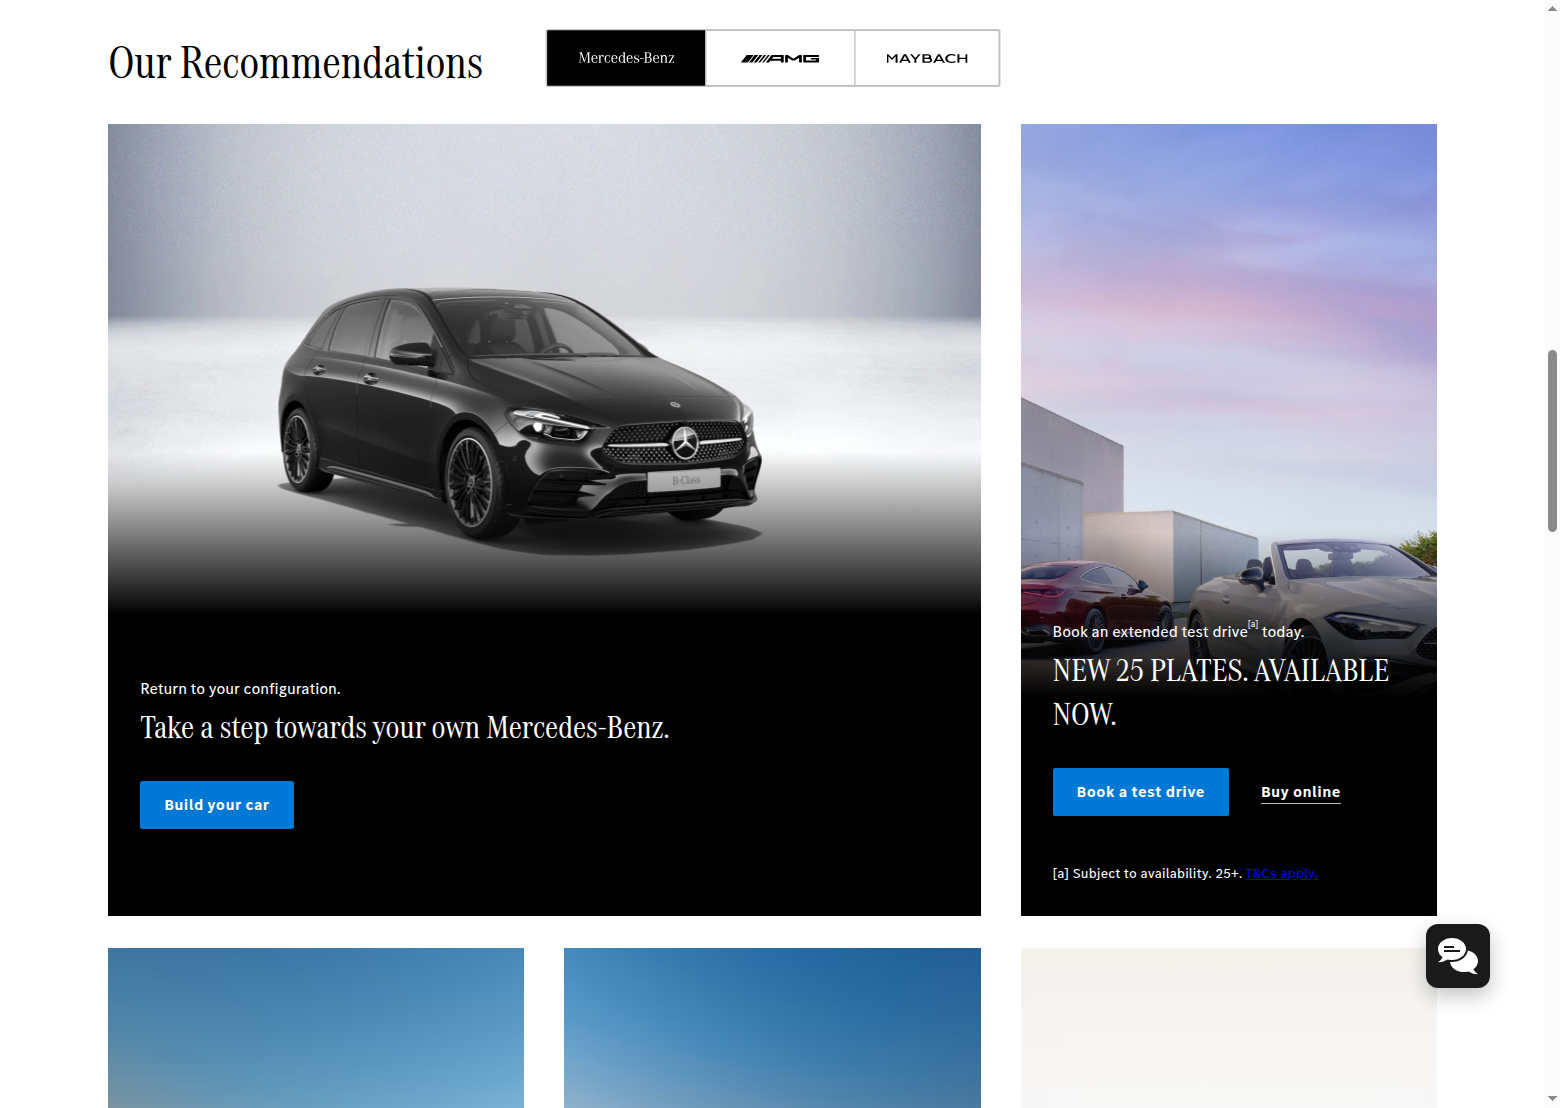 Our Recommendations
Mercedes-Benz
AMG
MAYBACH
B-Class
Return to your configuration.
Take a step towards your own Mercedes-Benz.
Build your car
Book an extended test drive[a] today.
NEW 25 PLATES. AVAILABLE
NOW.
Book a test drive
Buy online
[a] Subject to availability. 25+. T&Cs apply.